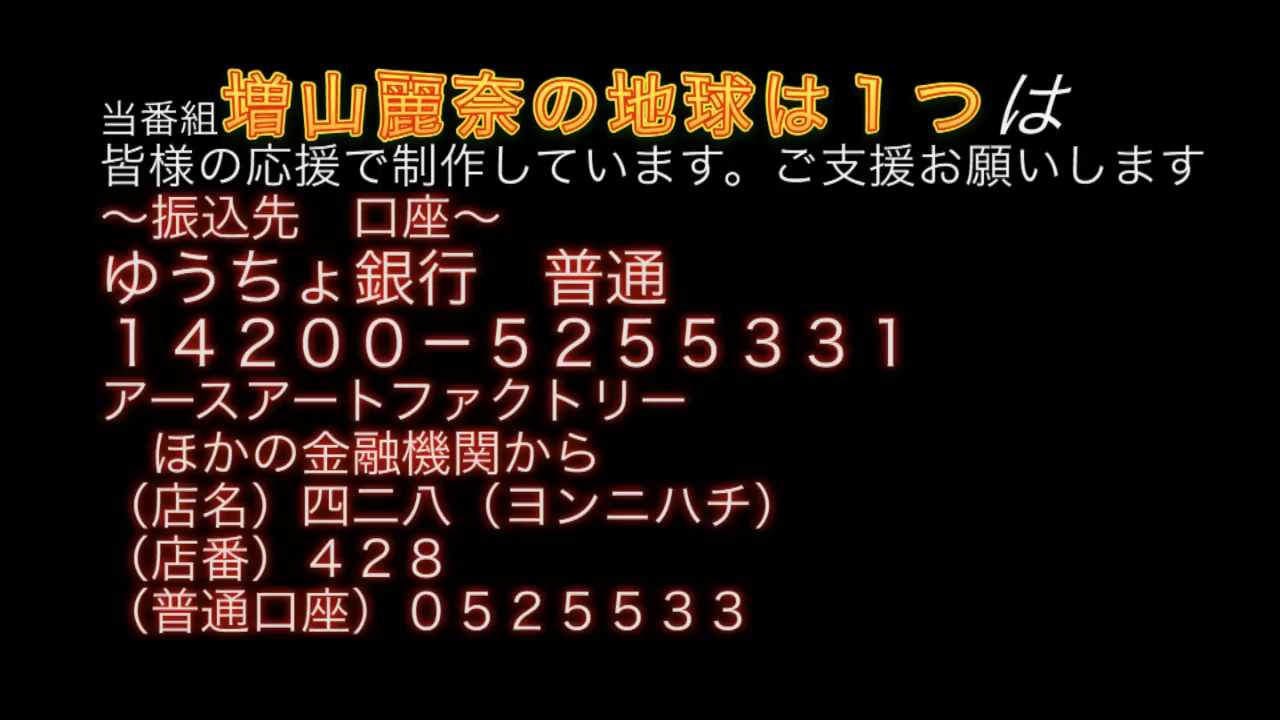 当番組増山麗奈の地球は１つは
皆様の応援で制作しています。ご支援お願いします
～振込先　口座～
ゆうちょ銀行　普通
１４２００－５２５５３３１
アースアートファクトリー
　ほかの金融機関から
（店名）四二八（ヨンニハチ）
（店番）４２８
（普通口座）０５２５５３３